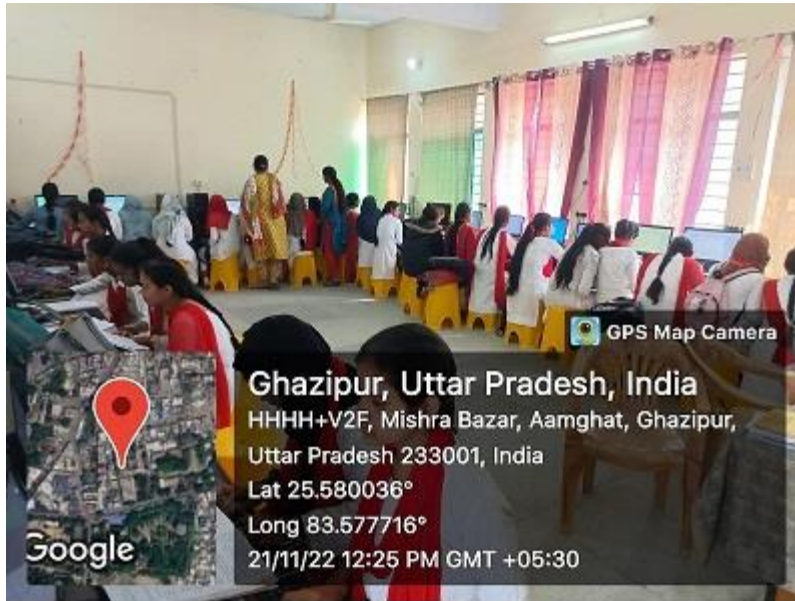 GPS Map Camera
Ghazipur, Uttar Pradesh, India
HHHH+V2F, Mishra Bazar, Aamghat, Ghazipur,
Uttar Pradesh 233001, India
Lat 25.580036°
Long 83.577716°
21/11/22 12:25 PM GMT +05:30
Google